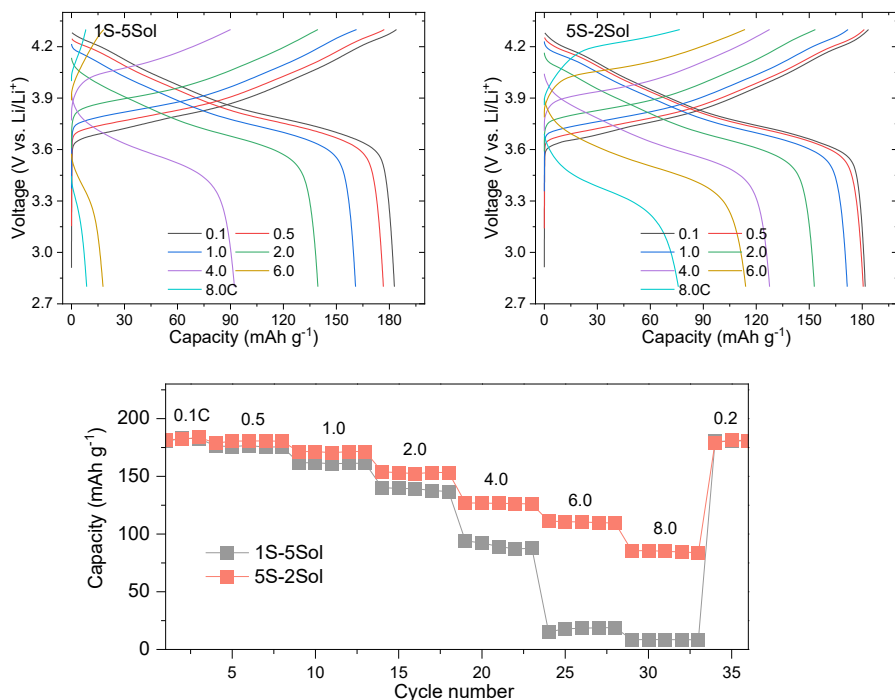 1S-5Sol
4.2
3.9
3.6
3.3
3.0
2.7
Voltage (V vs. Li/Li⁺)
0.1 0.5
1.0 2.0
4.0 6.0
8.0C
0 30 60 90 120 150 180
Capacity (mAh g⁻¹)
5S-2Sol
4.2
3.9
3.6
3.3
3.0
2.7
Voltage (V vs. Li/Li⁺)
0.1 0.5
1.0 2.0
4.0 6.0
8.0C
0 30 60 90 120 150 180
Capacity (mAh g⁻¹)
200
150
100
50
0
Capacity (mAh g⁻¹)
0.1C 0.5 1.0 2.0 4.0 6.0 8.0 0.2
1S-5Sol
5S-2Sol
5 10 15 20 25 30 35
Cycle number